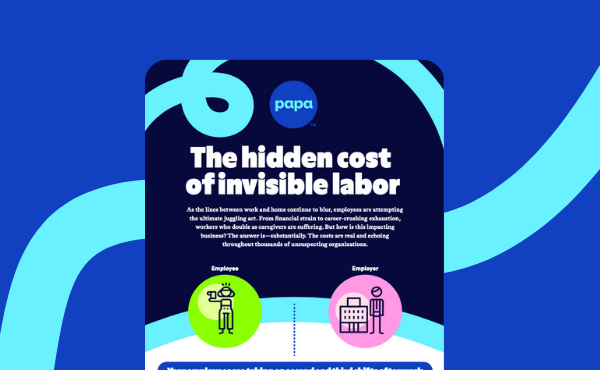 papa
The hidden cost
of invisible labor
As the lines between work and home continue to blur, employees are attempting
the ultimate juggling act. From financial strain to career-crushing exhaustion,
workers who double as caregivers are suffering. But how is this impacting
business? The answer is—substantially. The costs are real and echoing
throughout thousands of unsuspecting organizations.
Employee
Employer